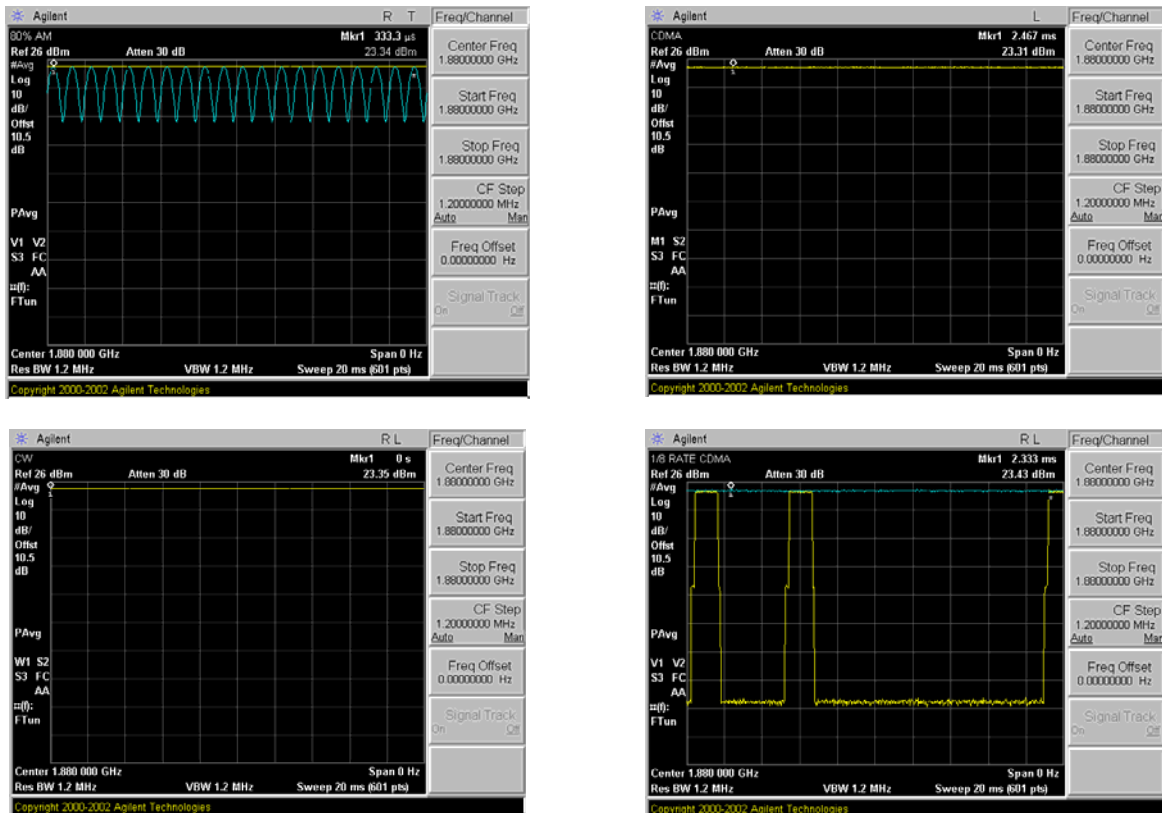 Agilent R T Freq/Channel
80% AM Mkr1 333.3 µs
Ref 26 dBm Atten 30 dB 23.34 dBm
#Avg
Log
10
dB/
Offst
10.5
dB
PAvg
V1 V2
S3 FC
AA
¤(f):
FTun
1
Center 1.880 000 GHz Span 0 Hz
Res BW 1.2 MHz VBW 1.2 MHz Sweep 20 ms (601 pts)
Copyright 2000-2002 Agilent Technologies
Center Freq
1.88000000 GHz
Start Freq
1.88000000 GHz
Stop Freq
1.88000000 GHz
CF Step
1.20000000 MHz
Auto Man
Freq Offset
0.00000000 Hz
Signal Track
On Off
Agilent L Freq/Channel
CDMA Mkr1 2.467 ms
Ref 26 dBm Atten 30 dB 23.31 dBm
#Avg
Log
10
dB/
Offst
10.5
dB
PAvg
M1 S2
S3 FC
AA
¤(f):
FTun
1
Center 1.880 000 GHz Span 0 Hz
Res BW 1.2 MHz VBW 1.2 MHz Sweep 20 ms (601 pts)
Copyright 2000-2002 Agilent Technologies
Center Freq
1.88000000 GHz
Start Freq
1.88000000 GHz
Stop Freq
1.88000000 GHz
CF Step
1.20000000 MHz
Auto Man
Freq Offset
0.00000000 Hz
Signal Track
On Off
Agilent R L Freq/Channel
CW Mkr1 0 s
Ref 26 dBm Atten 30 dB 23.35 dBm
#Avg
Log
10
dB/
Offst
10.5
dB
PAvg
W1 S2
S3 FC
AA
¤(f):
FTun
1
Center 1.880 000 GHz Span 0 Hz
Res BW 1.2 MHz VBW 1.2 MHz Sweep 20 ms (601 pts)
Copyright 2000-2002 Agilent Technologies
Center Freq
1.88000000 GHz
Start Freq
1.88000000 GHz
Stop Freq
1.88000000 GHz
CF Step
1.20000000 MHz
Auto Man
Freq Offset
0.00000000 Hz
Signal Track
On Off
Agilent R L Freq/Channel
1/8 RATE CDMA Mkr1 2.333 ms
Ref 26 dBm Atten 30 dB 23.43 dBm
#Avg
Log
10
dB/
Offst
10.5
dB
PAvg
V1 V2
S3 FC
AA
¤(f):
FTun
1
Center 1.880 000 GHz Span 0 Hz
Res BW 1.2 MHz VBW 1.2 MHz Sweep 20 ms (601 pts)
Copyright 2000-2002 Agilent Technologies
Center Freq
1.88000000 GHz
Start Freq
1.88000000 GHz
Stop Freq
1.88000000 GHz
CF Step
1.20000000 MHz
Auto Man
Freq Offset
0.00000000 Hz
Signal Track
On Off